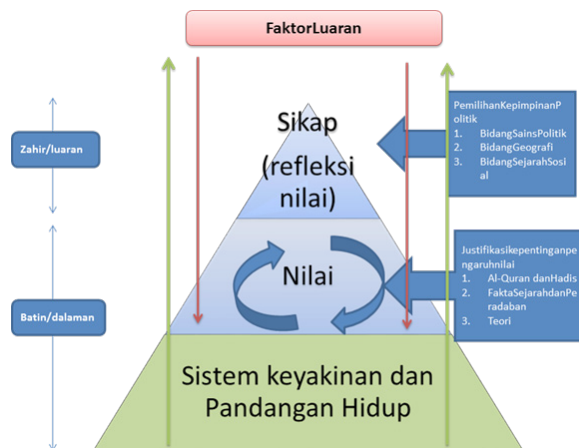 FaktorLuaran
Zahir/luaran
Sikap
(refleksi
nilai)
PemilihanKepimpinanP
olitik
1. BidangSainsPolitik
2. BidangGeografi
3. BidangSejarahSosi
al
Batin/dalaman
Nilai
Justifikasikepentinganpe
ngaruhnilai
1. Al-Quran danHadis
2. FaktaSejarahdanPe
radaban
3. Teori
Sistem keyakinan dan
Pandangan Hidup